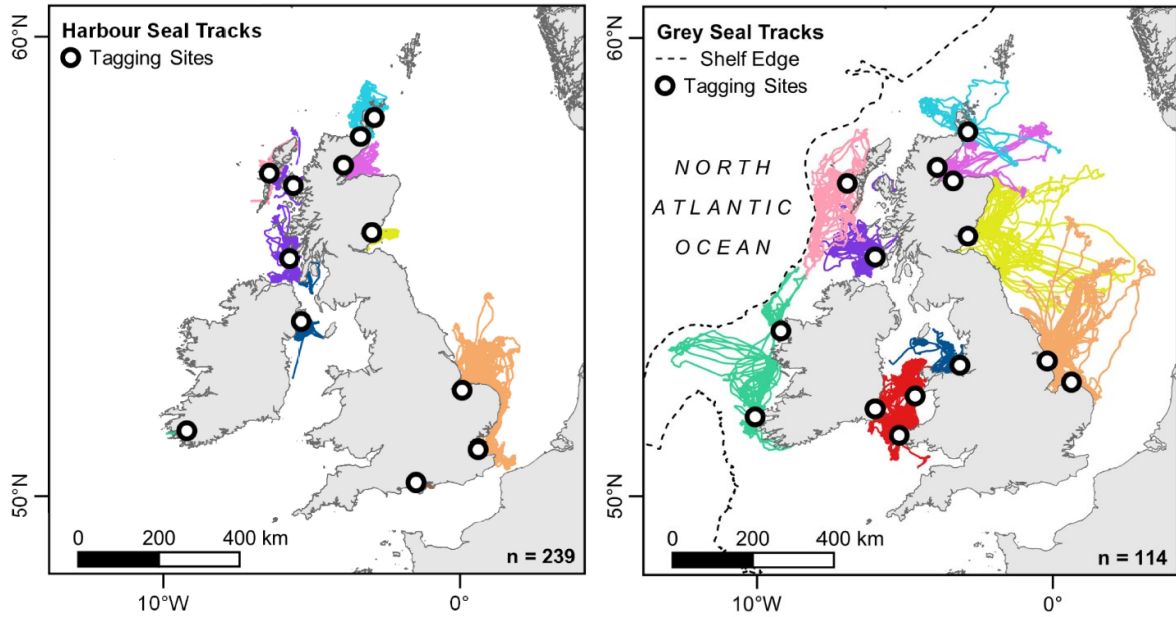 Harbour Seal Tracks
Tagging Sites
60°N
50°N
0 200 400 km
n = 239
10°W 0°
Grey Seal Tracks
Shelf Edge
Tagging Sites
NORTH
ATLANTIC
OCEAN
60°N
50°N
0 200 400 km
n = 114
10°W 0°